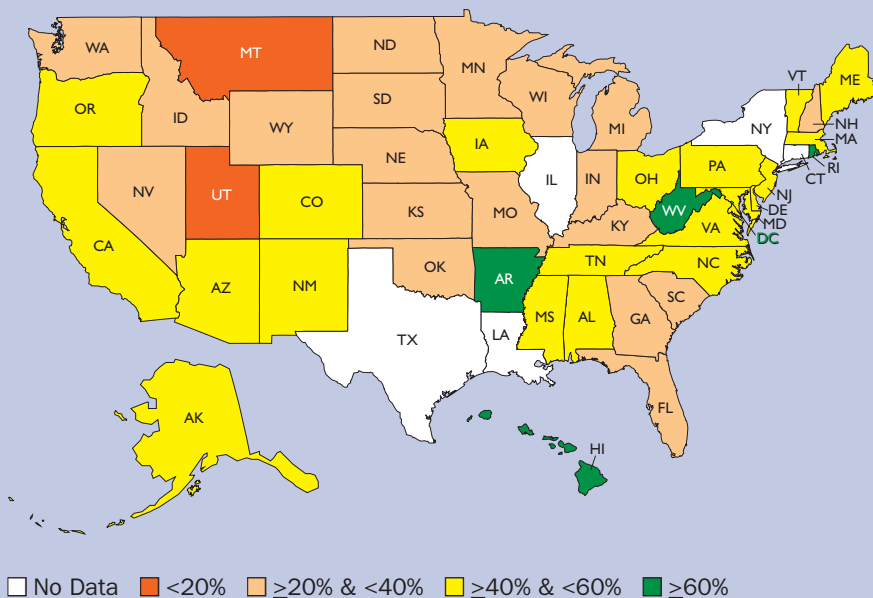 WA
MT
ND
MN
VT
ME
OR
ID
SD
WI
MI
NY
NH
MA
WY
IA
NE
PA
RI
CT
NV
UT
CO
IL
IN
OH
NJ
KS
MO
KY
WV
VA
DE
MD
DC
CA
AZ
NM
OK
AR
TN
NC
TX
LA
MS
AL
GA
SC
FL
AK
HI
No Data <20% ≥20% & <40% ≥40% & <60% ≥60%